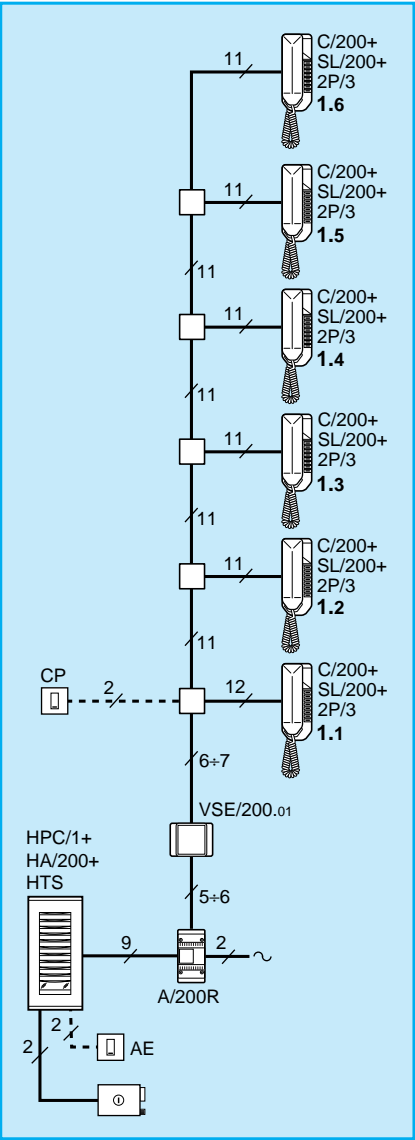 11
C/200+
SL/200+
2P/3
1.6
11
C/200+
SL/200+
2P/3
1.5
11
11
C/200+
SL/200+
2P/3
1.4
11
11
C/200+
SL/200+
2P/3
1.3
11
11
C/200+
SL/200+
2P/3
1.2
11
CP
2
12
C/200+
SL/200+
2P/3
1.1
6÷7
VSE/200.01
HPC/1+
HA/200+
HTS
5÷6
9
2
A/200R
2
AE
2